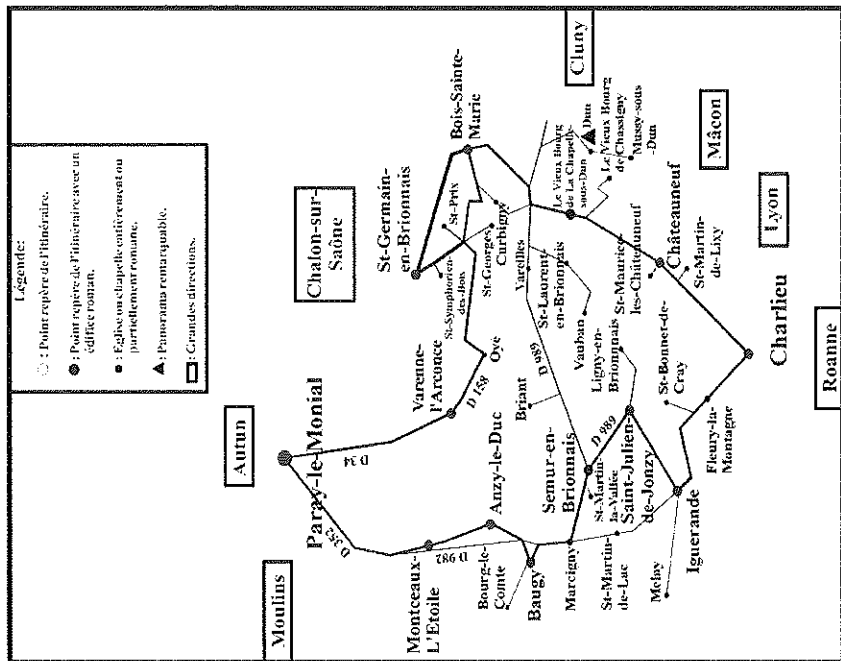 Légende:
: Point repère de l'itinéraire.
: Point repère de l'itinéraire avec un
édifice roman.
: Eglise ou chapelle entièrement ou
partiellement romane.
: Panorama remarquable.
: Grandes directions.
Moulins
Autun
Chalon-sur-
Saône
Cluny
Mâcon
Lyon
Roanne
Paray-le-Monial
D 352
D 34
Montceaux-
L'Etoile
D 982
Bourg-le-
Comte
Anzy-le-Duc
Baugy
Marcigny
Varenne-
l'Arconce
D 158
Oyé
St-Germain-
en-Brionnais
Bois-Sainte-
Marie
St-Prix
St-Symphorien-
des-Bois
St-Georges
Curbigny
Vareilles
D 989
Briant
St-Laurent-
en-Brionnais
Vauban
Ligny-en-
Brionnais
Semur-en-
Brionnais
St-Martin-
la-Vallée
D 989
Saint-Julien-
de-Jonzy
St-Martin-
de-Lac
Iguerande
St-Bonnet-de-
Cray
Fleury-la-
Montagne
Charlieu
Châteauneuf
St-Martin-
de-Lixy
St-Maurice-
les-Châteauneuf
Le Vieux Bourg
de La Chapelle-
sous-Dun
Dun
Le Vieux Bourg
de Chassigny
Mussy-sous
-Dun